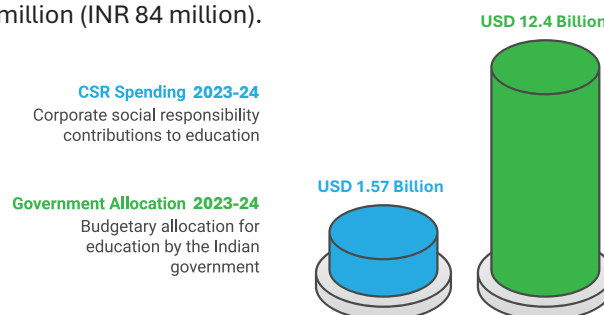 million (INR 84 million).
USD 12.4 Billion
CSR Spending 2023-24
Corporate social responsibility
contributions to education
USD 1.57 Billion
Government Allocation 2023-24
Budgetary allocation for
education by the Indian
government